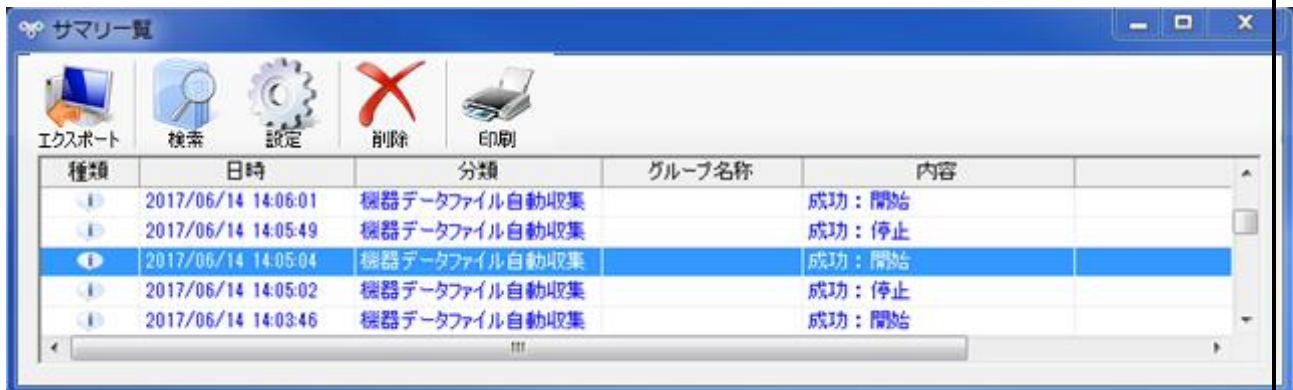 サマリ一覧
エクスポート 検索 設定 削除 印刷
種類 日時 分類 グループ名称 内容
2017/06/14 14:06:01 機器データファイル自動収集 成功：開始
2017/06/14 14:05:49 機器データファイル自動収集 成功：停止
2017/06/14 14:05:04 機器データファイル自動収集 成功：開始
2017/06/14 14:05:02 機器データファイル自動収集 成功：停止
2017/06/14 14:03:46 機器データファイル自動収集 成功：開始